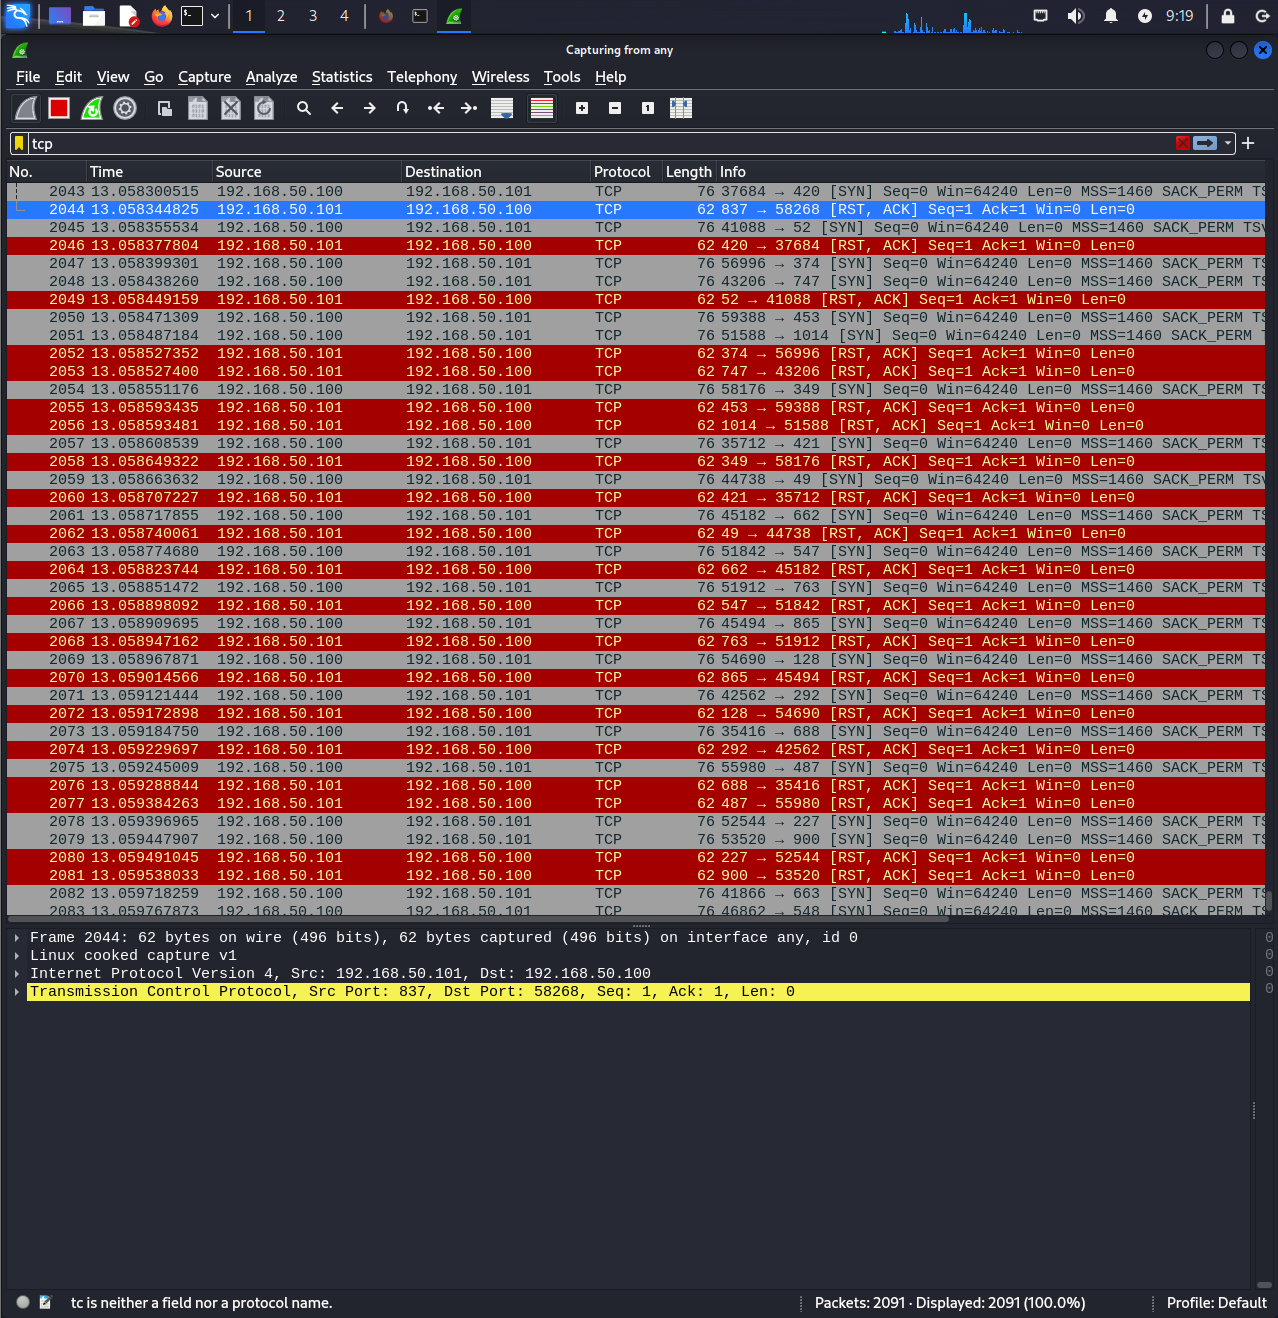 1 2 3 4 9:19
Capturing from any
File Edit View Go Capture Analyze Statistics Telephony Wireless Tools Help
tcp
No. Time Source Destination Protocol Length Info
2043 13.058300515 192.168.50.100 192.168.50.101 TCP 76 37684 → 420 [SYN] Seq=0 Win=64240 Len=0 MSS=1460 SACK_PERM TS
2044 13.058344825 192.168.50.101 192.168.50.100 TCP 62 837 → 58268 [RST, ACK] Seq=1 Ack=1 Win=0 Len=0
2045 13.058355534 192.168.50.100 192.168.50.101 TCP 76 41088 → 52 [SYN] Seq=0 Win=64240 Len=0 MSS=1460 SACK_PERM TSv
2046 13.058377804 192.168.50.101 192.168.50.100 TCP 62 420 → 37684 [RST, ACK] Seq=1 Ack=1 Win=0 Len=0
2047 13.058399301 192.168.50.100 192.168.50.101 TCP 76 56996 → 374 [SYN] Seq=0 Win=64240 Len=0 MSS=1460 SACK_PERM TS
2048 13.058438260 192.168.50.100 192.168.50.101 TCP 76 43206 → 747 [SYN] Seq=0 Win=64240 Len=0 MSS=1460 SACK_PERM TS
2049 13.058449159 192.168.50.101 192.168.50.100 TCP 62 52 → 41088 [RST, ACK] Seq=1 Ack=1 Win=0 Len=0
2050 13.058471309 192.168.50.100 192.168.50.101 TCP 76 59388 → 453 [SYN] Seq=0 Win=64240 Len=0 MSS=1460 SACK_PERM TS
2051 13.058487184 192.168.50.100 192.168.50.101 TCP 76 51588 → 1014 [SYN] Seq=0 Win=64240 Len=0 MSS=1460 SACK_PERM T
2052 13.058527352 192.168.50.101 192.168.50.100 TCP 62 374 → 56996 [RST, ACK] Seq=1 Ack=1 Win=0 Len=0
2053 13.058527400 192.168.50.101 192.168.50.100 TCP 62 747 → 43206 [RST, ACK] Seq=1 Ack=1 Win=0 Len=0
2054 13.058551176 192.168.50.100 192.168.50.101 TCP 76 58176 → 349 [SYN] Seq=0 Win=64240 Len=0 MSS=1460 SACK_PERM TS
2055 13.058593435 192.168.50.101 192.168.50.100 TCP 62 453 → 59388 [RST, ACK] Seq=1 Ack=1 Win=0 Len=0
2056 13.058593481 192.168.50.101 192.168.50.100 TCP 62 1014 → 51588 [RST, ACK] Seq=1 Ack=1 Win=0 Len=0
2057 13.058608539 192.168.50.100 192.168.50.101 TCP 76 35712 → 421 [SYN] Seq=0 Win=64240 Len=0 MSS=1460 SACK_PERM TS
2058 13.058649322 192.168.50.101 192.168.50.100 TCP 62 349 → 58176 [RST, ACK] Seq=1 Ack=1 Win=0 Len=0
2059 13.058663632 192.168.50.100 192.168.50.101 TCP 76 44738 → 49 [SYN] Seq=0 Win=64240 Len=0 MSS=1460 SACK_PERM TSv
2060 13.058707227 192.168.50.101 192.168.50.100 TCP 62 421 → 35712 [RST, ACK] Seq=1 Ack=1 Win=0 Len=0
2061 13.058717855 192.168.50.100 192.168.50.101 TCP 76 45182 → 662 [SYN] Seq=0 Win=64240 Len=0 MSS=1460 SACK_PERM TS
2062 13.058740061 192.168.50.101 192.168.50.100 TCP 62 49 → 44738 [RST, ACK] Seq=1 Ack=1 Win=0 Len=0
2063 13.058774680 192.168.50.100 192.168.50.101 TCP 76 51842 → 547 [SYN] Seq=0 Win=64240 Len=0 MSS=1460 SACK_PERM TS
2064 13.058823744 192.168.50.101 192.168.50.100 TCP 62 662 → 45182 [RST, ACK] Seq=1 Ack=1 Win=0 Len=0
2065 13.058851472 192.168.50.100 192.168.50.101 TCP 76 51912 → 763 [SYN] Seq=0 Win=64240 Len=0 MSS=1460 SACK_PERM TS
2066 13.058898092 192.168.50.101 192.168.50.100 TCP 62 547 → 51842 [RST, ACK] Seq=1 Ack=1 Win=0 Len=0
2067 13.058909695 192.168.50.100 192.168.50.101 TCP 76 45494 → 865 [SYN] Seq=0 Win=64240 Len=0 MSS=1460 SACK_PERM TS
2068 13.058947162 192.168.50.101 192.168.50.100 TCP 62 763 → 51912 [RST, ACK] Seq=1 Ack=1 Win=0 Len=0
2069 13.058967871 192.168.50.100 192.168.50.101 TCP 76 54690 → 128 [SYN] Seq=0 Win=64240 Len=0 MSS=1460 SACK_PERM TS
2070 13.059014566 192.168.50.101 192.168.50.100 TCP 62 865 → 45494 [RST, ACK] Seq=1 Ack=1 Win=0 Len=0
2071 13.059121444 192.168.50.100 192.168.50.101 TCP 76 42562 → 292 [SYN] Seq=0 Win=64240 Len=0 MSS=1460 SACK_PERM TS
2072 13.059172898 192.168.50.101 192.168.50.100 TCP 62 128 → 54690 [RST, ACK] Seq=1 Ack=1 Win=0 Len=0
2073 13.059184750 192.168.50.100 192.168.50.101 TCP 76 35416 → 688 [SYN] Seq=0 Win=64240 Len=0 MSS=1460 SACK_PERM TS
2074 13.059229697 192.168.50.101 192.168.50.100 TCP 62 292 → 42562 [RST, ACK] Seq=1 Ack=1 Win=0 Len=0
2075 13.059245009 192.168.50.100 192.168.50.101 TCP 76 55980 → 487 [SYN] Seq=0 Win=64240 Len=0 MSS=1460 SACK_PERM TS
2076 13.059288844 192.168.50.101 192.168.50.100 TCP 62 688 → 35416 [RST, ACK] Seq=1 Ack=1 Win=0 Len=0
2077 13.059384263 192.168.50.101 192.168.50.100 TCP 62 487 → 55980 [RST, ACK] Seq=1 Ack=1 Win=0 Len=0
2078 13.059396965 192.168.50.100 192.168.50.101 TCP 76 52544 → 227 [SYN] Seq=0 Win=64240 Len=0 MSS=1460 SACK_PERM TS
2079 13.059447907 192.168.50.100 192.168.50.101 TCP 76 53520 → 900 [SYN] Seq=0 Win=64240 Len=0 MSS=1460 SACK_PERM TS
2080 13.059491045 192.168.50.101 192.168.50.100 TCP 62 227 → 52544 [RST, ACK] Seq=1 Ack=1 Win=0 Len=0
2081 13.059538033 192.168.50.101 192.168.50.100 TCP 62 900 → 53520 [RST, ACK] Seq=1 Ack=1 Win=0 Len=0
2082 13.059718259 192.168.50.100 192.168.50.101 TCP 76 41866 → 663 [SYN] Seq=0 Win=64240 Len=0 MSS=1460 SACK_PERM TS
2083 13.059767873 192.168.50.100 192.168.50.101 TCP 76 46862 → 548 [SYN] Seq=0 Win=64240 Len=0 MSS=1460 SACK_PERM TS
Frame 2044: 62 bytes on wire (496 bits), 62 bytes captured (496 bits) on interface any, id 0
Linux cooked capture v1
Internet Protocol Version 4, Src: 192.168.50.101, Dst: 192.168.50.100
Transmission Control Protocol, Src Port: 837, Dst Port: 58268, Seq: 1, Ack: 1, Len: 0
0
0
0
0
tc is neither a field nor a protocol name. Packets: 2091 · Displayed: 2091 (100.0%) Profile: Default